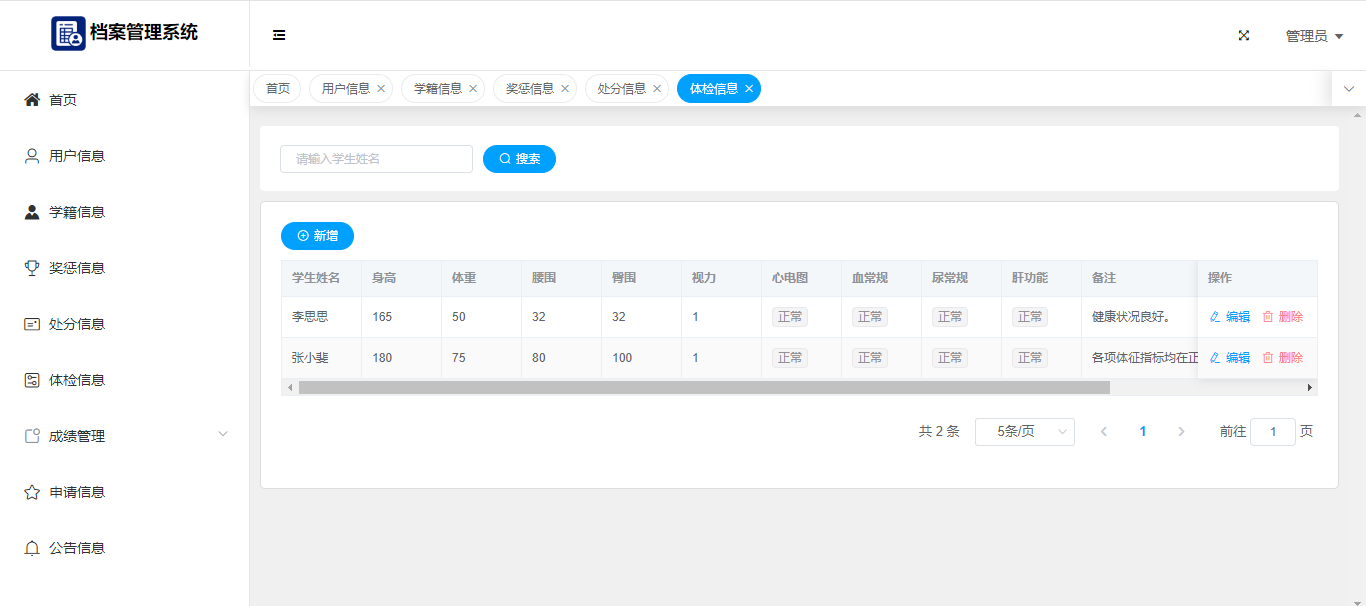 档案管理系统
管理员
首页
用户信息
学籍信息
奖惩信息
处分信息
体检信息
成绩管理
申请信息
公告信息
首页 用户信息 学籍信息 奖惩信息 处分信息 体检信息
请输入学生姓名 搜索
新增
学生姓名 身高 体重 腰围 臀围 视力 心电图 血常规 尿常规 肝功能 备注 操作
李思思 165 50 32 32 1 正常 正常 正常 正常 健康状况良好。 编辑 删除
张小斐 180 75 80 100 1 正常 正常 正常 正常 各项体征指标均在正 编辑 删除
共 2 条 5条/页 1 前往 1 页